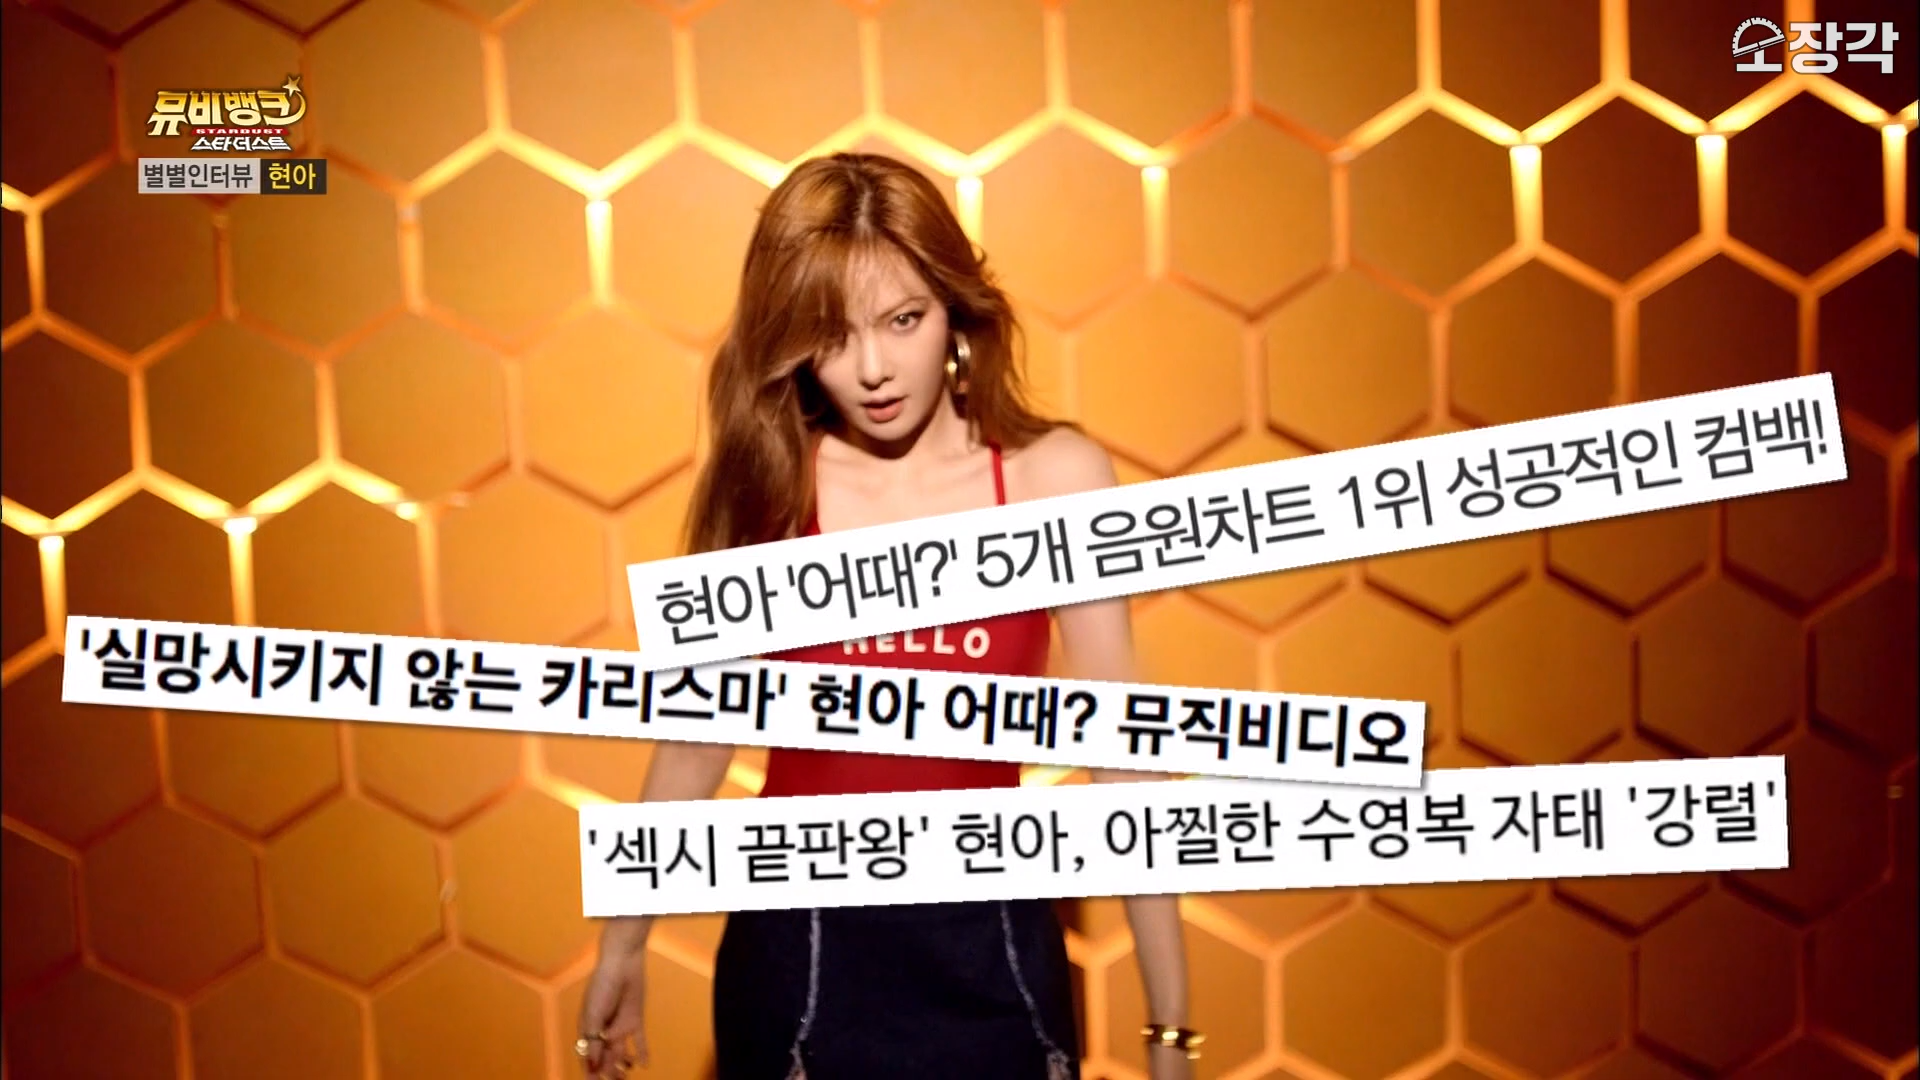 소장각
뮤비뱅크
STARDUST
스타더스트
별별인터뷰 현아
현아 '어때?' 5개 음원차트 1위 성공적인 컴백!
HELLO
'실망시키지 않는 카리스마' 현아 어때? 뮤직비디오
'섹시 끝판왕' 현아, 아찔한 수영복 자태 '강렬'